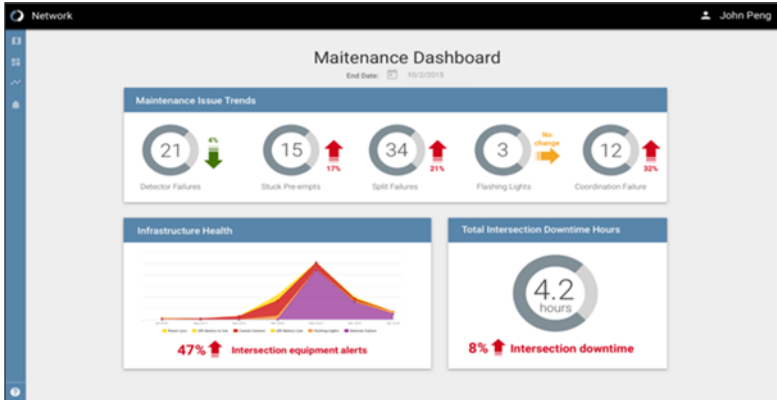 Network
John Peng
Maitenance Dashboard
End Date: 10/2/2015
Maintenance Issue Trends
21
4%
Detector Failures
15
17%
Stuck Pre-empts
34
21%
Split Failures
3
No change
Flashing Lights
12
32%
Coordination Failure
Infrastructure Health
47% Intersection equipment alerts
Total Intersection Downtime Hours
4.2
hours
8% Intersection downtime